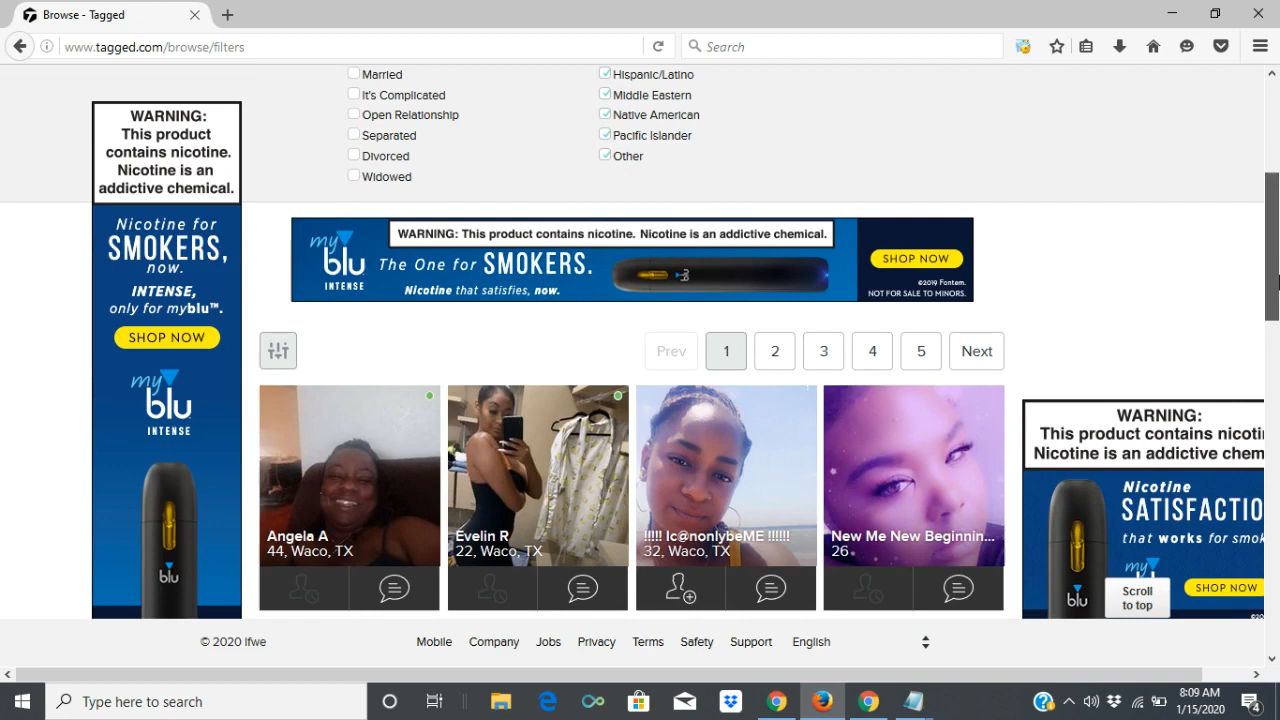 Browse - Tagged
www.tagged.com/browse/filters
Search
Married
It's Complicated
Open Relationship
Separated
Divorced
Widowed
Hispanic/Latino
Middle Eastern
Native American
Pacific Islander
Other
WARNING:
This product
contains nicotine.
Nicotine is an
addictive chemical.
Nicotine for
SMOKERS,
now.
INTENSE,
only for myblu™.
SHOP NOW
my
blu
INTENSE
blu
my
blu
INTENSE
WARNING: This product contains nicotine. Nicotine is an addictive chemical.
The One for SMOKERS.
Nicotine that satisfies, now.
blu
SHOP NOW
©2019 Fontem.
NOT FOR SALE TO MINORS.
Prev 1 2 3 4 5 Next
Angela A
44, Waco, TX
Evelin R
22, Waco, TX
!!!!! Ic@nonlybeME !!!!!!
32, Waco, TX
New Me New Beginnin...
26
WARNING:
This product contains nicoti
Nicotine is an addictive chem
Nicotine
SATISFACTIO
that works for smok
my
blu
SHOP NOW
Scroll
to top
© 2020 Ifwe
Mobile Company Jobs Privacy Terms Safety Support English
Type here to search
8:09 AM
1/15/2020
4